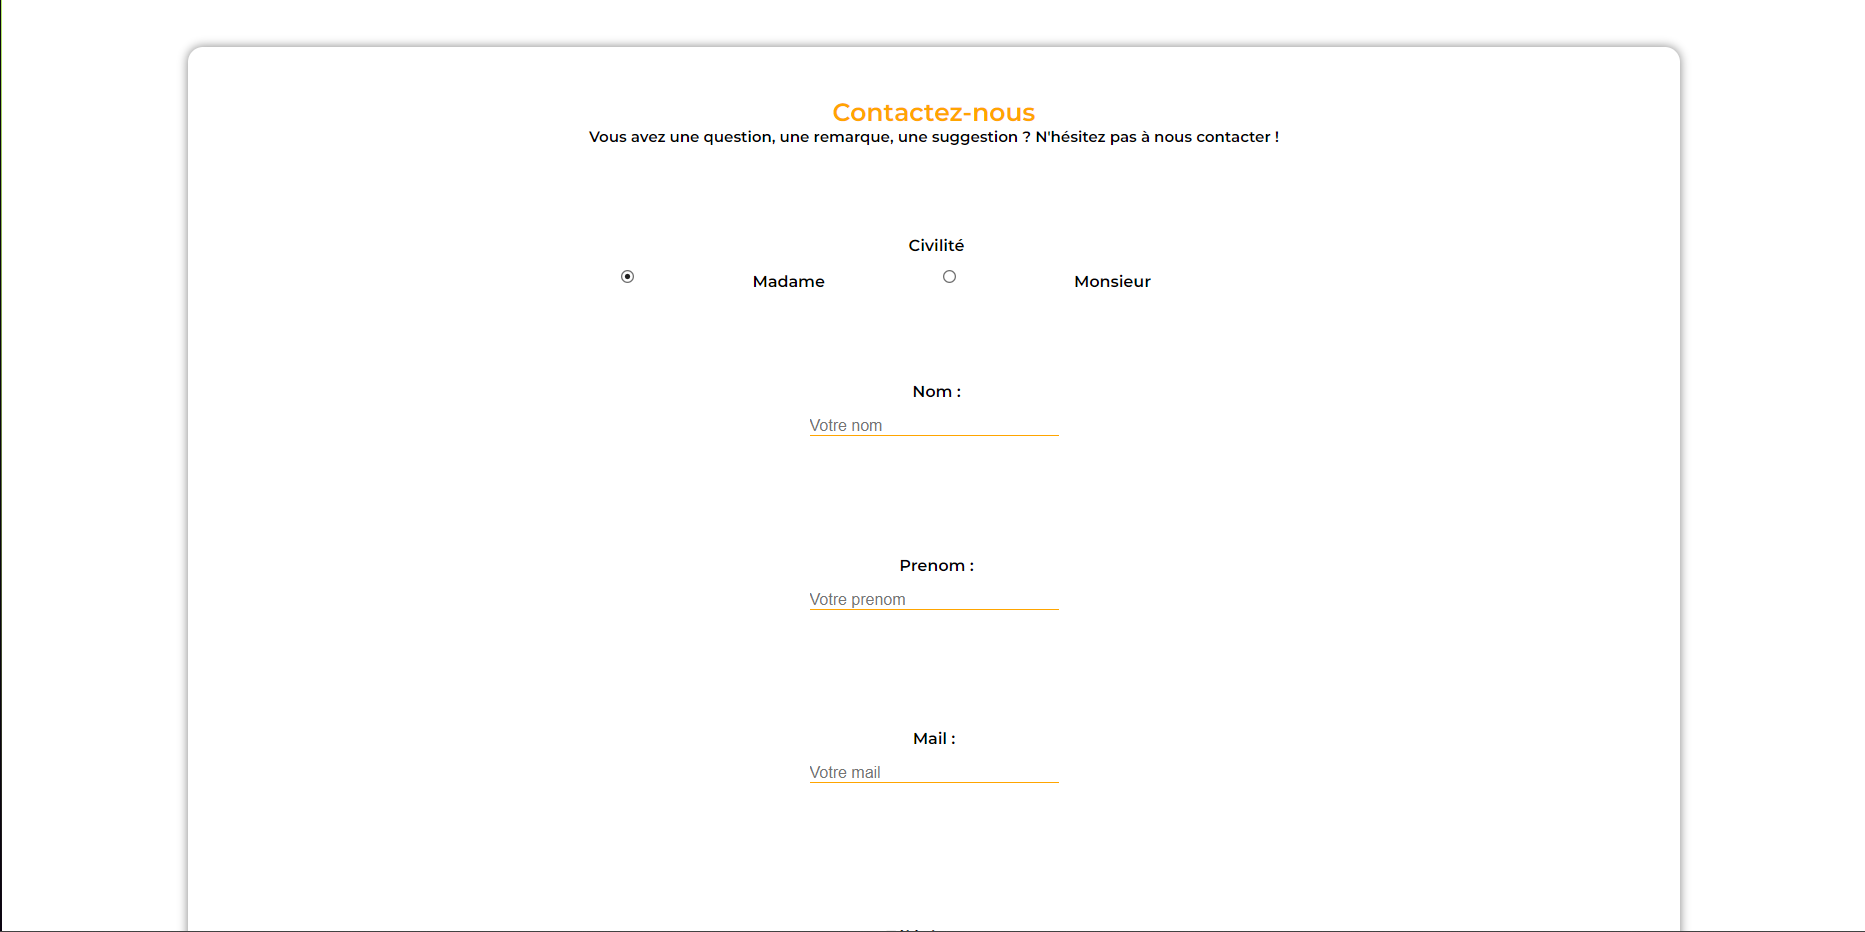 Contactez-nous
Vous avez une question, une remarque, une suggestion ? N'hésitez pas à nous contacter !
Civilité
Madame Monsieur
Nom :
Votre nom
Prenom :
Votre prenom
Mail :
Votre mail